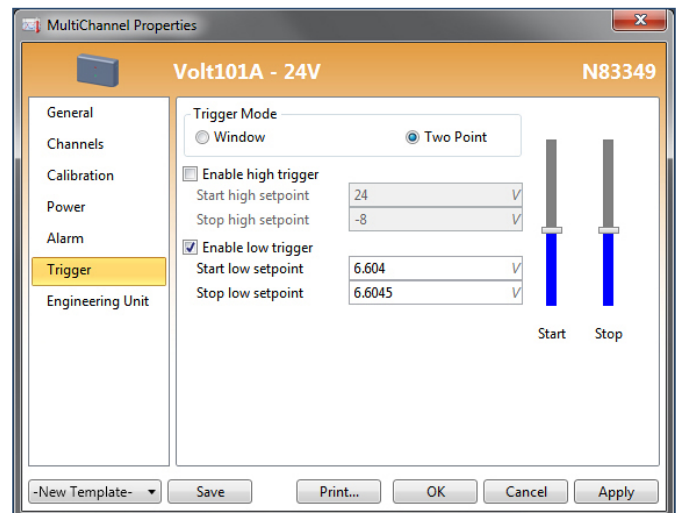 MultiChannel Properties
x
Volt101A - 24V N83349
General
Channels
Calibration
Power
Alarm
Trigger
Engineering Unit
Trigger Mode
Window Two Point
Enable high trigger
Start high setpoint 24 V
Stop high setpoint -8 V
Enable low trigger
Start low setpoint 6.604 V
Stop low setpoint 6.6045 V
Start Stop
-New Template- Save Print... OK Cancel Apply